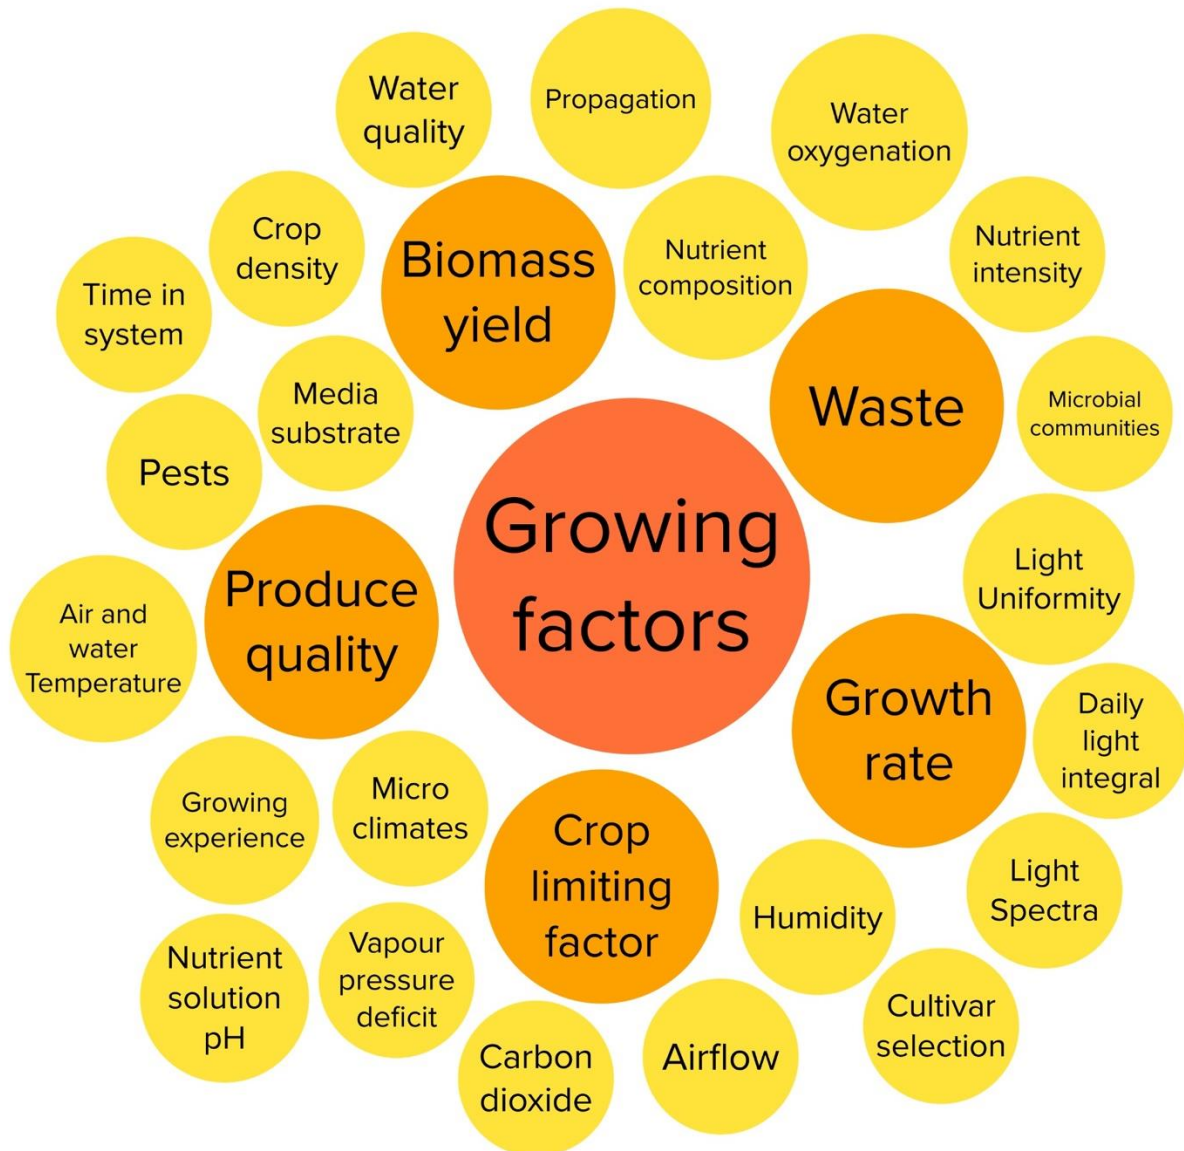 Water
quality
Propagation
Water
oxygenation
Crop
density
Biomass
yield
Nutrient
composition
Nutrient
intensity
Time in
system
Media
substrate
Waste
Microbial
communities
Pests
Growing
factors
Light
Uniformity
Produce
quality
Air and
water
Temperature
Growth
rate
Daily
light
integral
Growing
experience
Micro
climates
Crop
limiting
factor
Humidity
Light
Spectra
Nutrient
solution
pH
Vapour
pressure
deficit
Carbon
dioxide
Airflow
Cultivar
selection